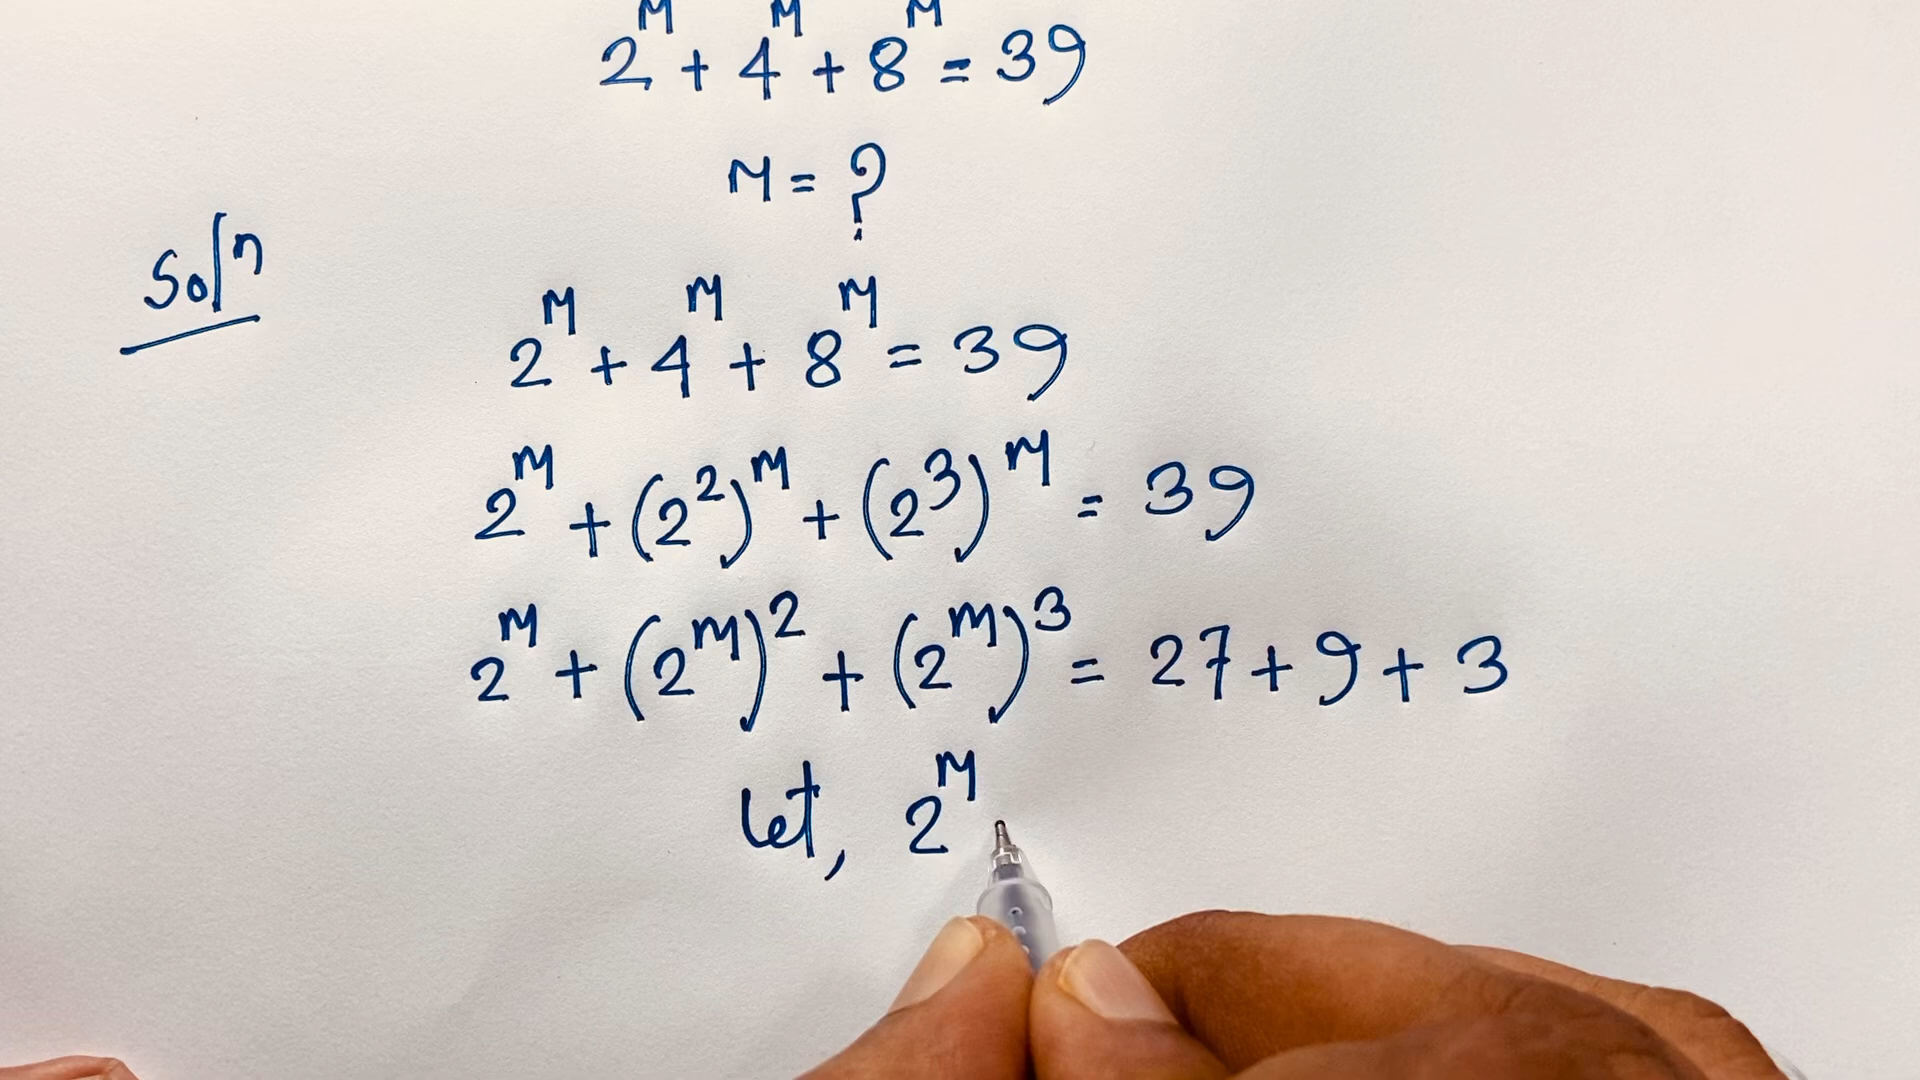 2^M + 4^M + 8^M = 39
M = ?
Soln
2^M + 4^M + 8^M = 39
2^M + (2^2)^M + (2^3)^M = 39
2^M + (2^M)^2 + (2^M)^3 = 27 + 9 + 3
let, 2^M